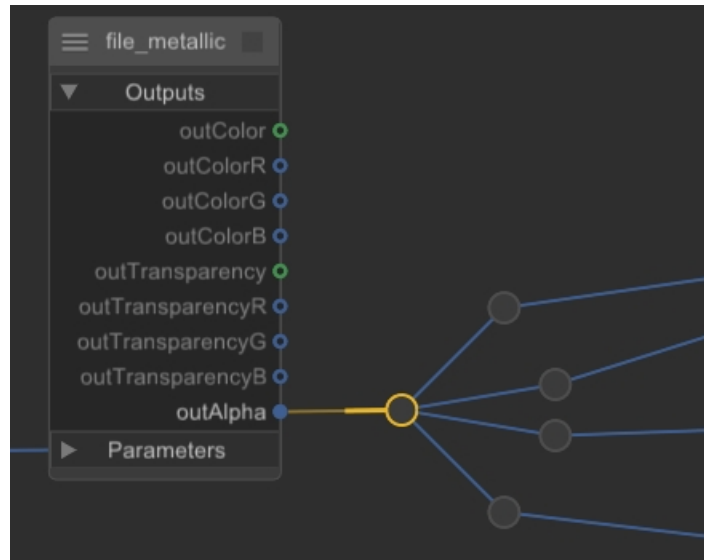 file_metallic
Outputs
outColor
outColorR
outColorG
outColorB
outTransparency
outTransparencyR
outTransparencyG
outTransparencyB
outAlpha
Parameters